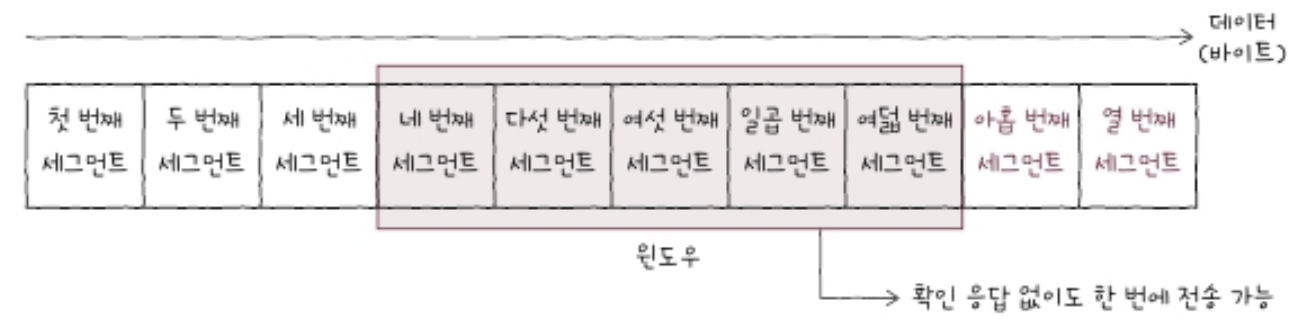 데이터
(바이트)
첫 번째 세그먼트
두 번째 세그먼트
세 번째 세그먼트
네 번째 세그먼트
다섯 번째 세그먼트
여섯 번째 세그먼트
일곱 번째 세그먼트
여덟 번째 세그먼트
아홉 번째 세그먼트
열 번째 세그먼트
윈도우
확인 응답 없이도 한 번에 전송 가능